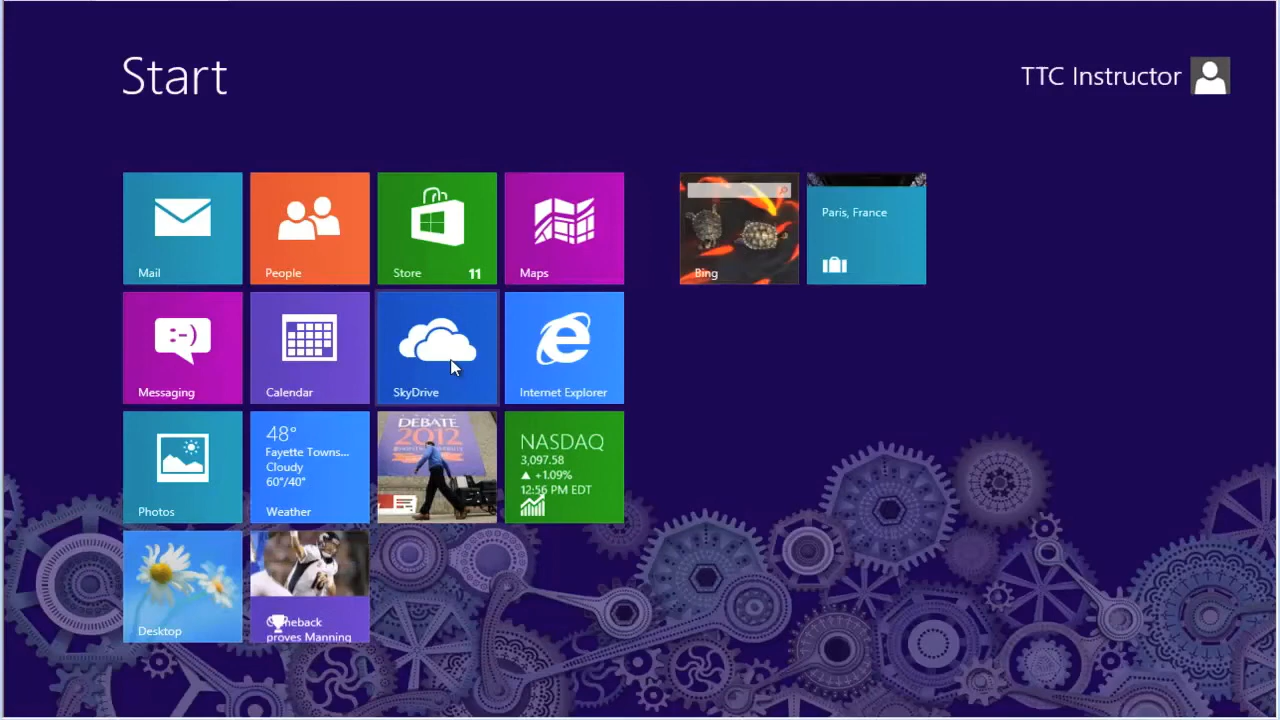 Start
TTC Instructor
Mail
People
Store
11
Maps
Bing
Paris, France
Messaging
:-)
Calendar
SkyDrive
Internet Explorer
Photos
48°
Fayette Towns...
Cloudy
60°/40°
Weather
DEBATE
2012
NASDAQ
3,097.58
▲ +1.09%
12:56 PM EDT
Desktop
proves Manning